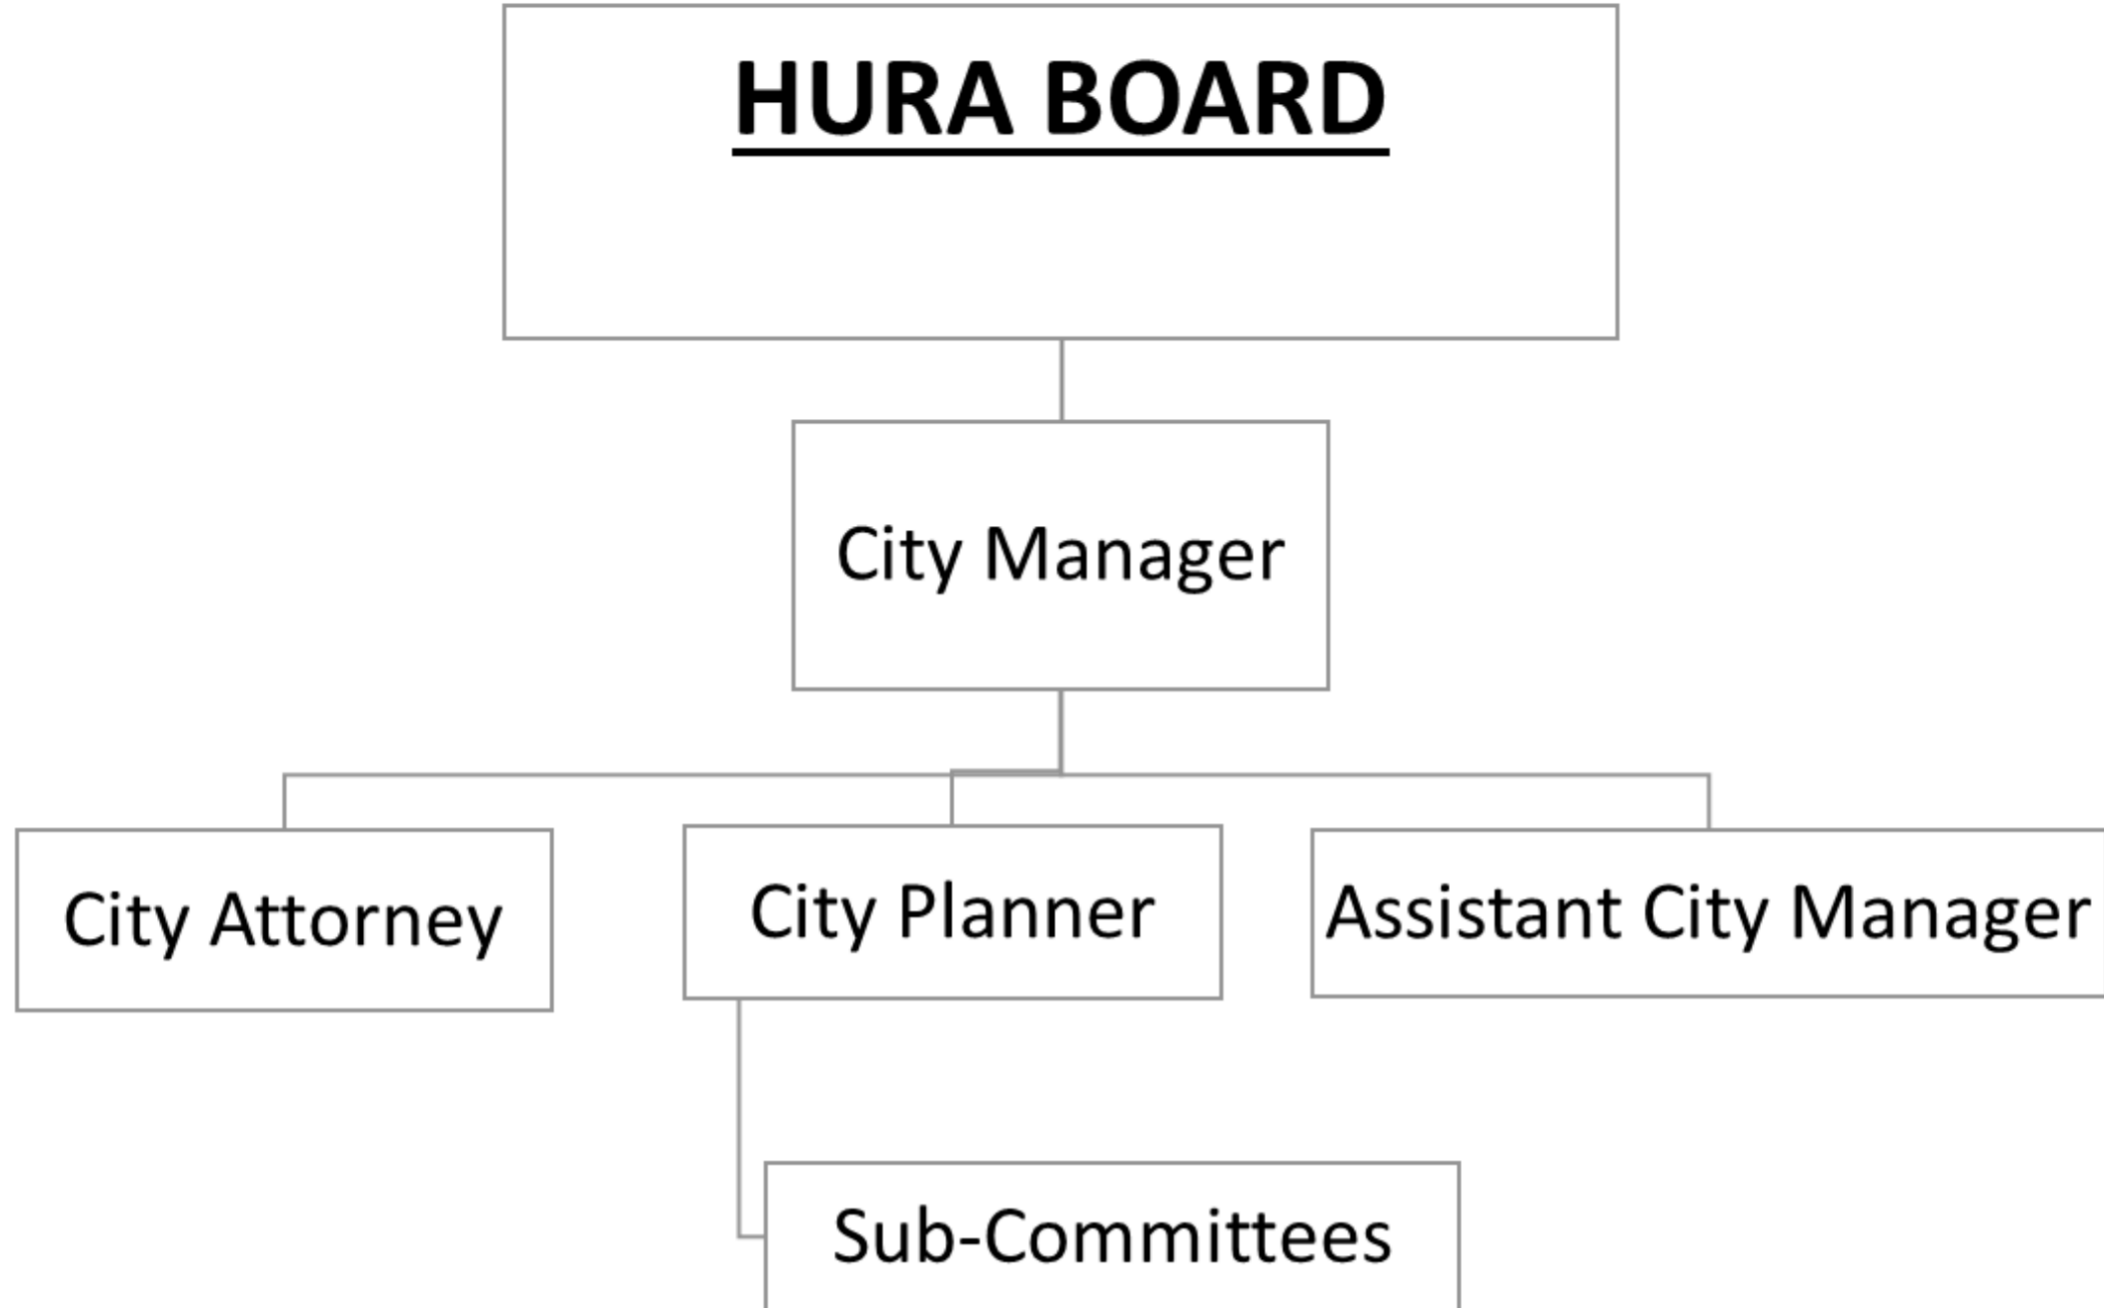 HURA BOARD
City Manager
City Attorney
City Planner
Assistant City Manager
Sub-Committees